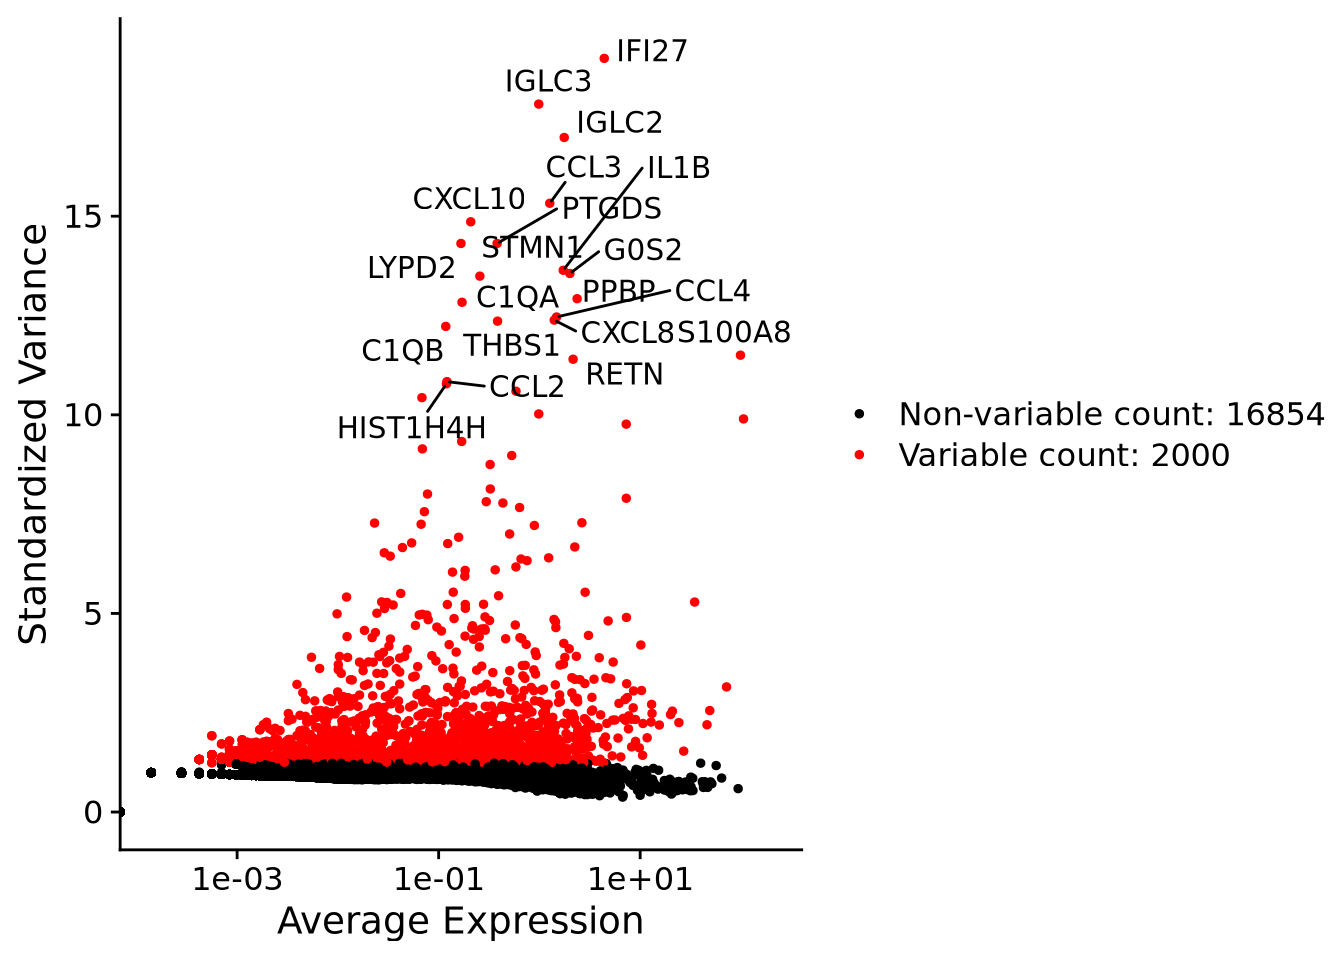 IFI27
IGLC3
IGLC2
CCL3
IL1B
CXCL10
PTGDS
STMN1
G0S2
LYPD2
C1QA
PPBP
CCL4
CXCL8
S100A8
C1QB
THBS1
RETN
CCL2
HIST1H4H
15
10
5
0
Standardized Variance
1e-03
1e-01
1e+01
Average Expression
Non-variable count: 16854
Variable count: 2000